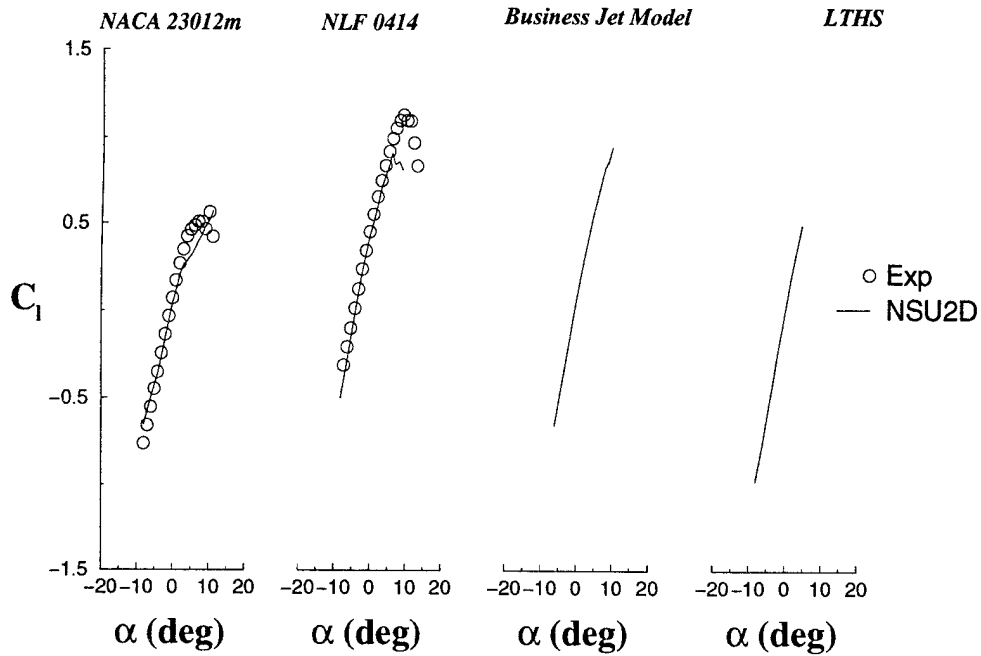 NACA 23012m
NLF 0414
Business Jet Model
LTHS
1.5
0.5
-0.5
-1.5
C_l
Exp
NSU2D
-20 -10 0 10 20
-20 -10 0 10 20
-20 -10 0 10 20
-20 -10 0 10 20
α (deg)
α (deg)
α (deg)
α (deg)